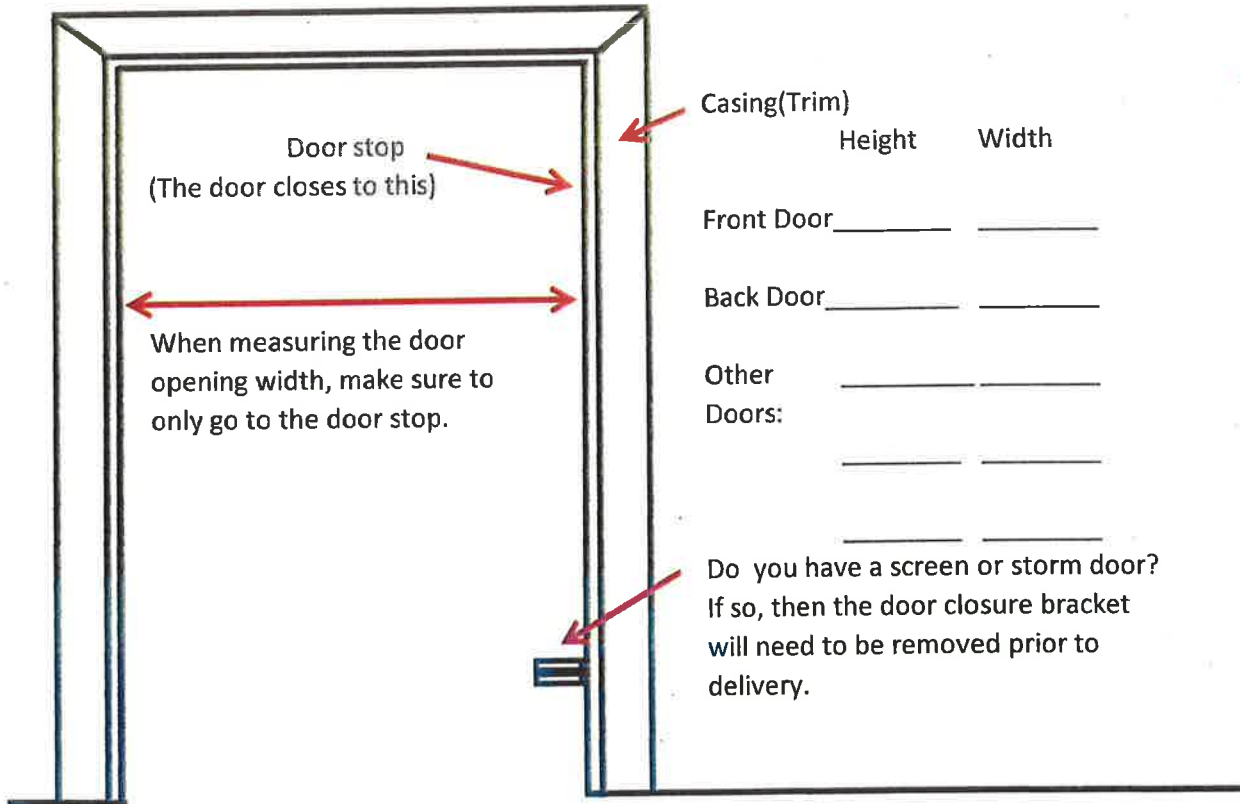 Casing(Trim)
Height Width
Door stop
(The door closes to this)
Front Door
Back Door
When measuring the door
opening width, make sure to
only go to the door stop.
Other
Doors:
Do you have a screen or storm door?
If so, then the door closure bracket
will need to be removed prior to
delivery.